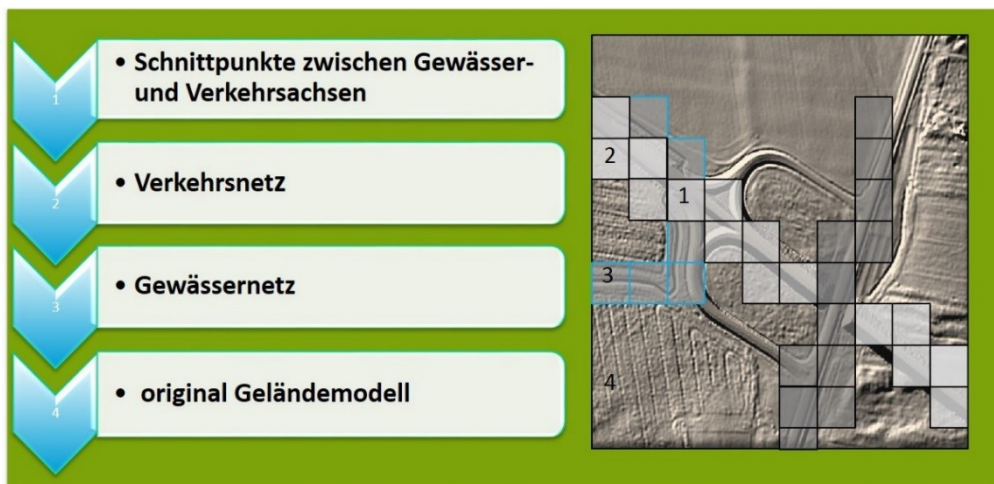 1
• Schnittpunkte zwischen Gewässer-
und Verkehrsachsen
2
• Verkehrsnetz
3
• Gewässernetz
4
• original Geländemodell
2
1
3
4